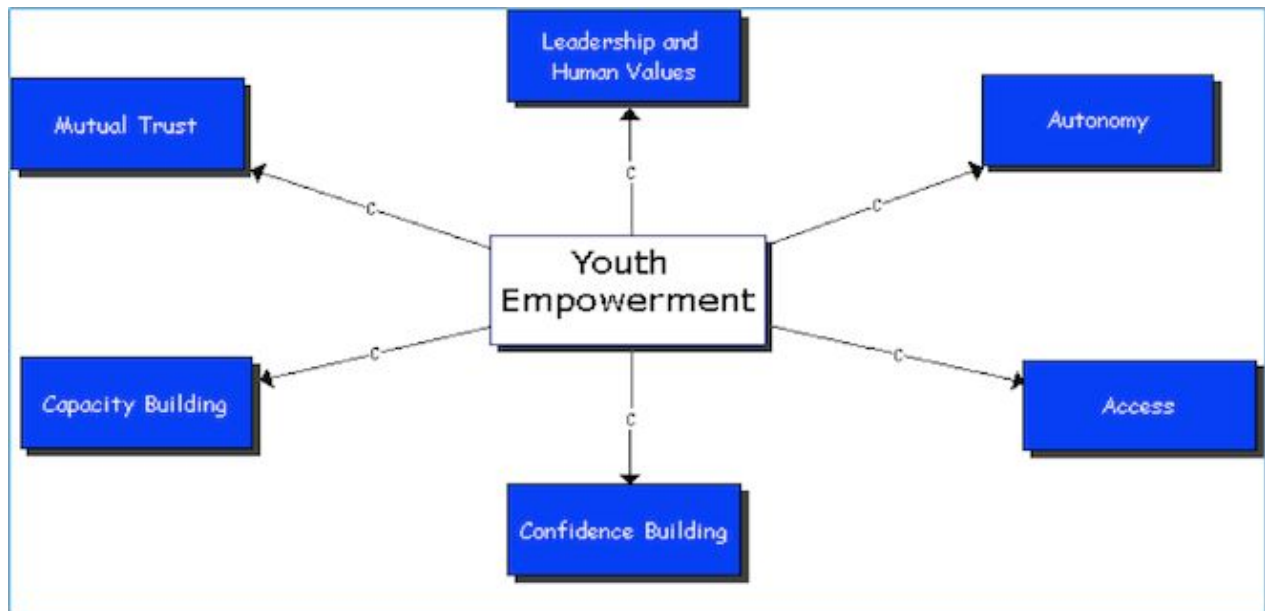 Leadership and
Human Values
Mutual Trust
Autonomy
C
C
C
Youth
Empowerment
C
C
Capacity Building
Access
C
Confidence Building